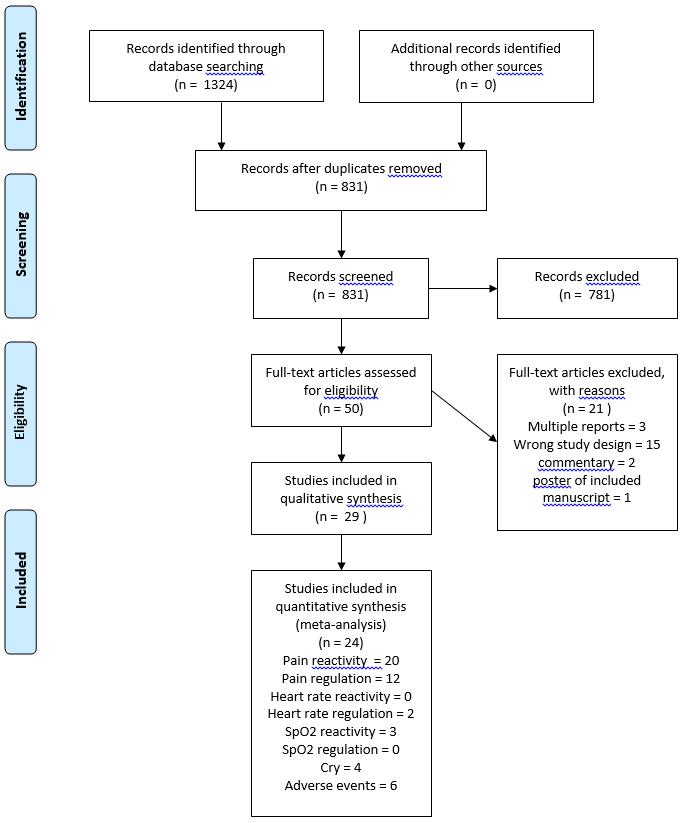 Identification
Records identified through
database searching
(n = 1324)
Additional records identified
through other sources
(n = 0)
Records after duplicates removed
(n = 831)
Screening
Records screened
(n = 831)
Records excluded
(n = 781)
Eligibility
Full-text articles assessed
for eligibility
(n = 50)
Full-text articles excluded,
with reasons
(n = 21 )
Multiple reports = 3
Wrong study design = 15
commentary = 2
poster of included
manuscript = 1
Studies included in
qualitative synthesis
(n = 29 )
Included
Studies included in
quantitative synthesis
(meta-analysis)
(n = 24)
Pain reactivity = 20
Pain regulation = 12
Heart rate reactivity = 0
Heart rate regulation = 2
SpO2 reactivity = 3
SpO2 regulation = 0
Cry = 4
Adverse events = 6